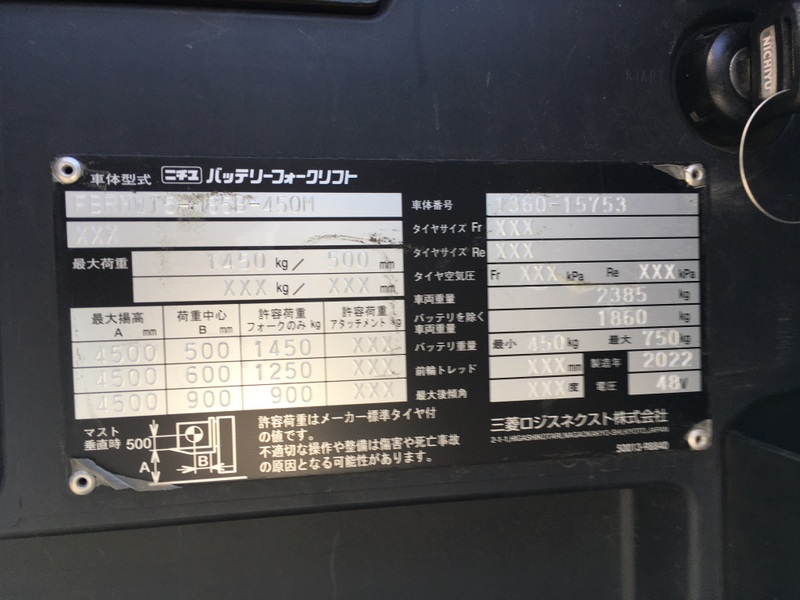 NICHIYU
START
車体型式 ニチユ バッテリーフォークリフト
-450M
XXX
最大荷重 1450 kg / 500 mm
XXX kg / XXX mm
最大揚高 A mm 荷重中心 B mm 許容荷重 フォークのみ kg 許容荷重 アタッチメント kg
4500 500 1450 XXX
4500 600 1250 XXX
4500 900 900 XXX
マスト垂直時 500 A B
許容荷重はメーカー標準タイヤ付
の値です。
不適切な操作や整備は傷害や死亡事故
の原因となる可能性があります。
車体番号 1360-15753
タイヤサイズ Fr XXX
タイヤサイズ Re XXX
タイヤ空気圧 Fr XXX kPa Re XXX kPa
車両重量 2385 kg
バッテリを除く車両重量 1860 kg
バッテリ重量 最小 450 kg 最大 750 kg
前輪トレッド XXX mm 製造年 2022
最大後傾角 XXX 度 電圧 48 V
三菱ロジスネクスト株式会社
2-1-1, HIGASHIKOTARI, NAGAOKAKYO-SHI, KYOTO, JAPAN